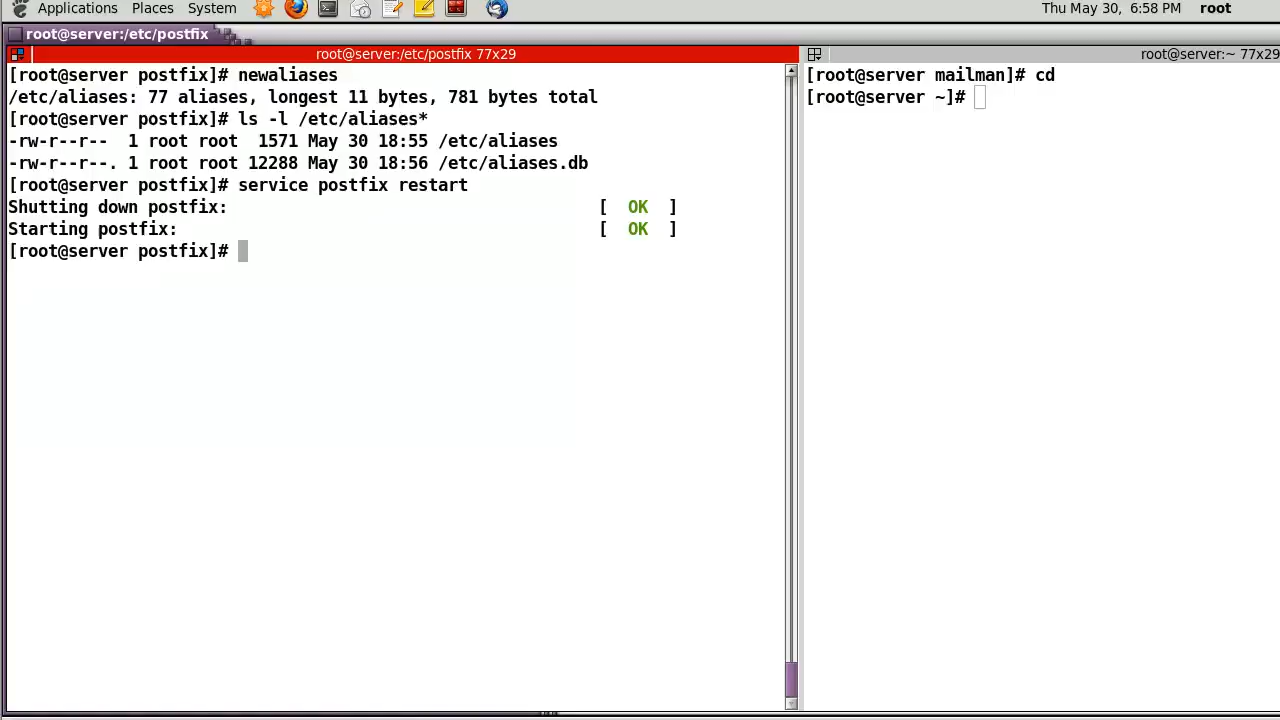 Applications Places System Thu May 30, 6:58 PM root
root@server:/etc/postfix
root@server:/etc/postfix 77x29
[root@server postfix]# newaliases
/etc/aliases: 77 aliases, longest 11 bytes, 781 bytes total
[root@server postfix]# ls -l /etc/aliases*
-rw-r--r-- 1 root root 1571 May 30 18:55 /etc/aliases
-rw-r--r--. 1 root root 12288 May 30 18:56 /etc/aliases.db
[root@server postfix]# service postfix restart
Shutting down postfix: [ OK ]
Starting postfix: [ OK ]
[root@server postfix]#
root@server:~ 77x29
[root@server mailman]# cd
[root@server ~]#